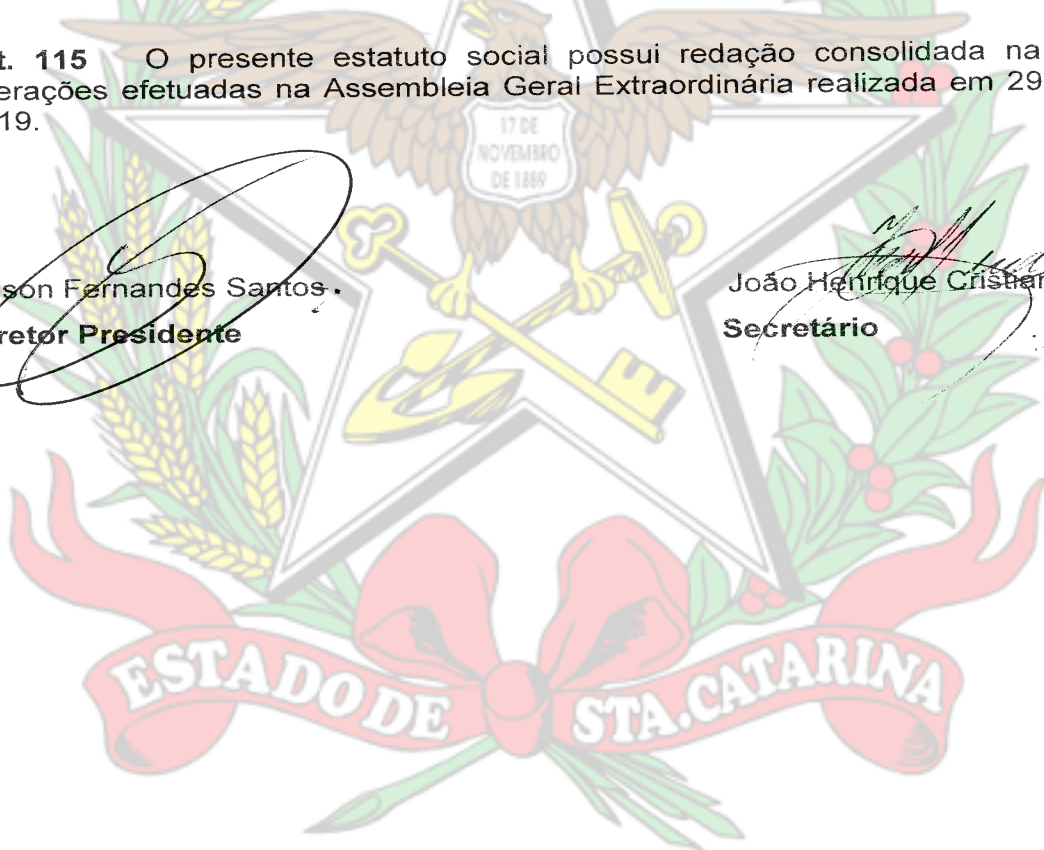 t. 115 O presente estatuto social possui redação consolidada na
erações efetuadas na Assembleia Geral Extraordinária realizada em 29
19.
17 DE
NOVEMBRO
DE 1889
son Fernandes Santos
João Henrique Cristian
retor Presidente
Secretário
ESTADO DE STA. CATARINA